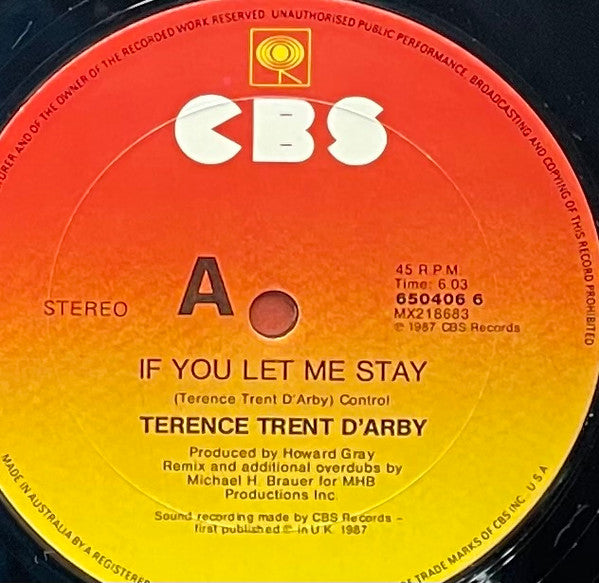 URER AND OF THE OWNER OF THE RECORDED WORK RESERVED. UNAUTHORISED PUBLIC PERFORMANCE, BROADCASTING AND COPYING OF THIS RECORD PROHIBITED
CBS
STEREO
A
45 R.P.M.
Time: 6.03
650406 6
MX218683
℗ 1987 CBS Records
IF YOU LET ME STAY
(Terence Trent D'Arby) Control
TERENCE TRENT D'ARBY
Produced by Howard Gray
Remix and additional overdubs by
Michael H. Brauer for MHB
Productions Inc.
Sound recording made by CBS Records –
first published ℗ in U.K. 1987
MADE IN AUSTRALIA BY A REGISTERE
TRADE MARKS OF CBS INC. U S A